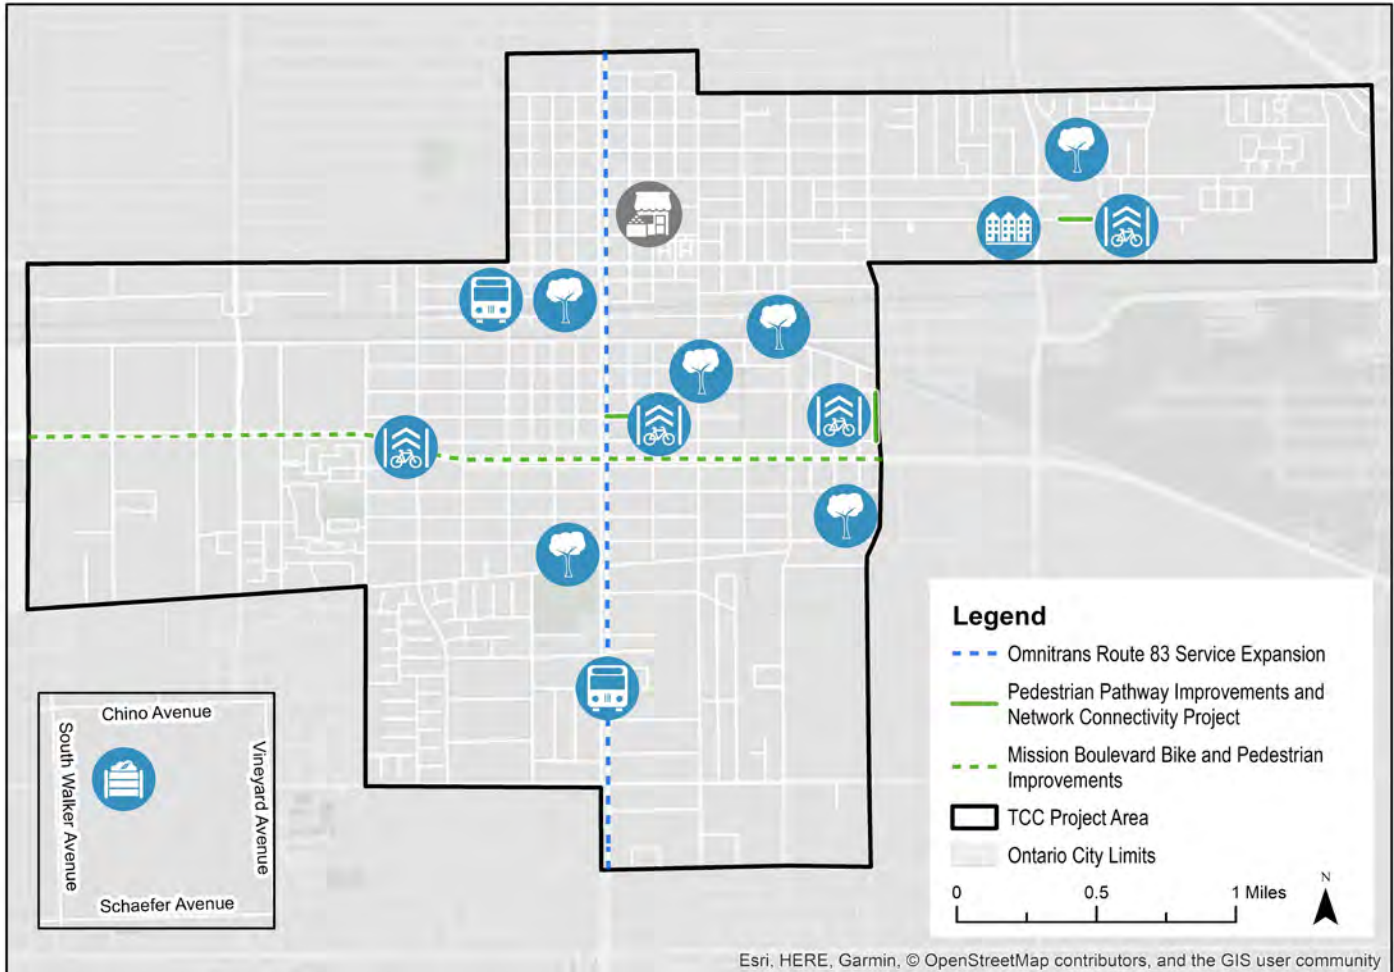 Legend
Omnitrans Route 83 Service Expansion
Pedestrian Pathway Improvements and
Network Connectivity Project
Mission Boulevard Bike and Pedestrian
Improvements
TCC Project Area
Ontario City Limits
0 0.5 1 Miles
N
Chino Avenue
South Walker Avenue
Vineyard Avenue
Schaefer Avenue
Esri, HERE, Garmin, © OpenStreetMap contributors, and the GIS user community